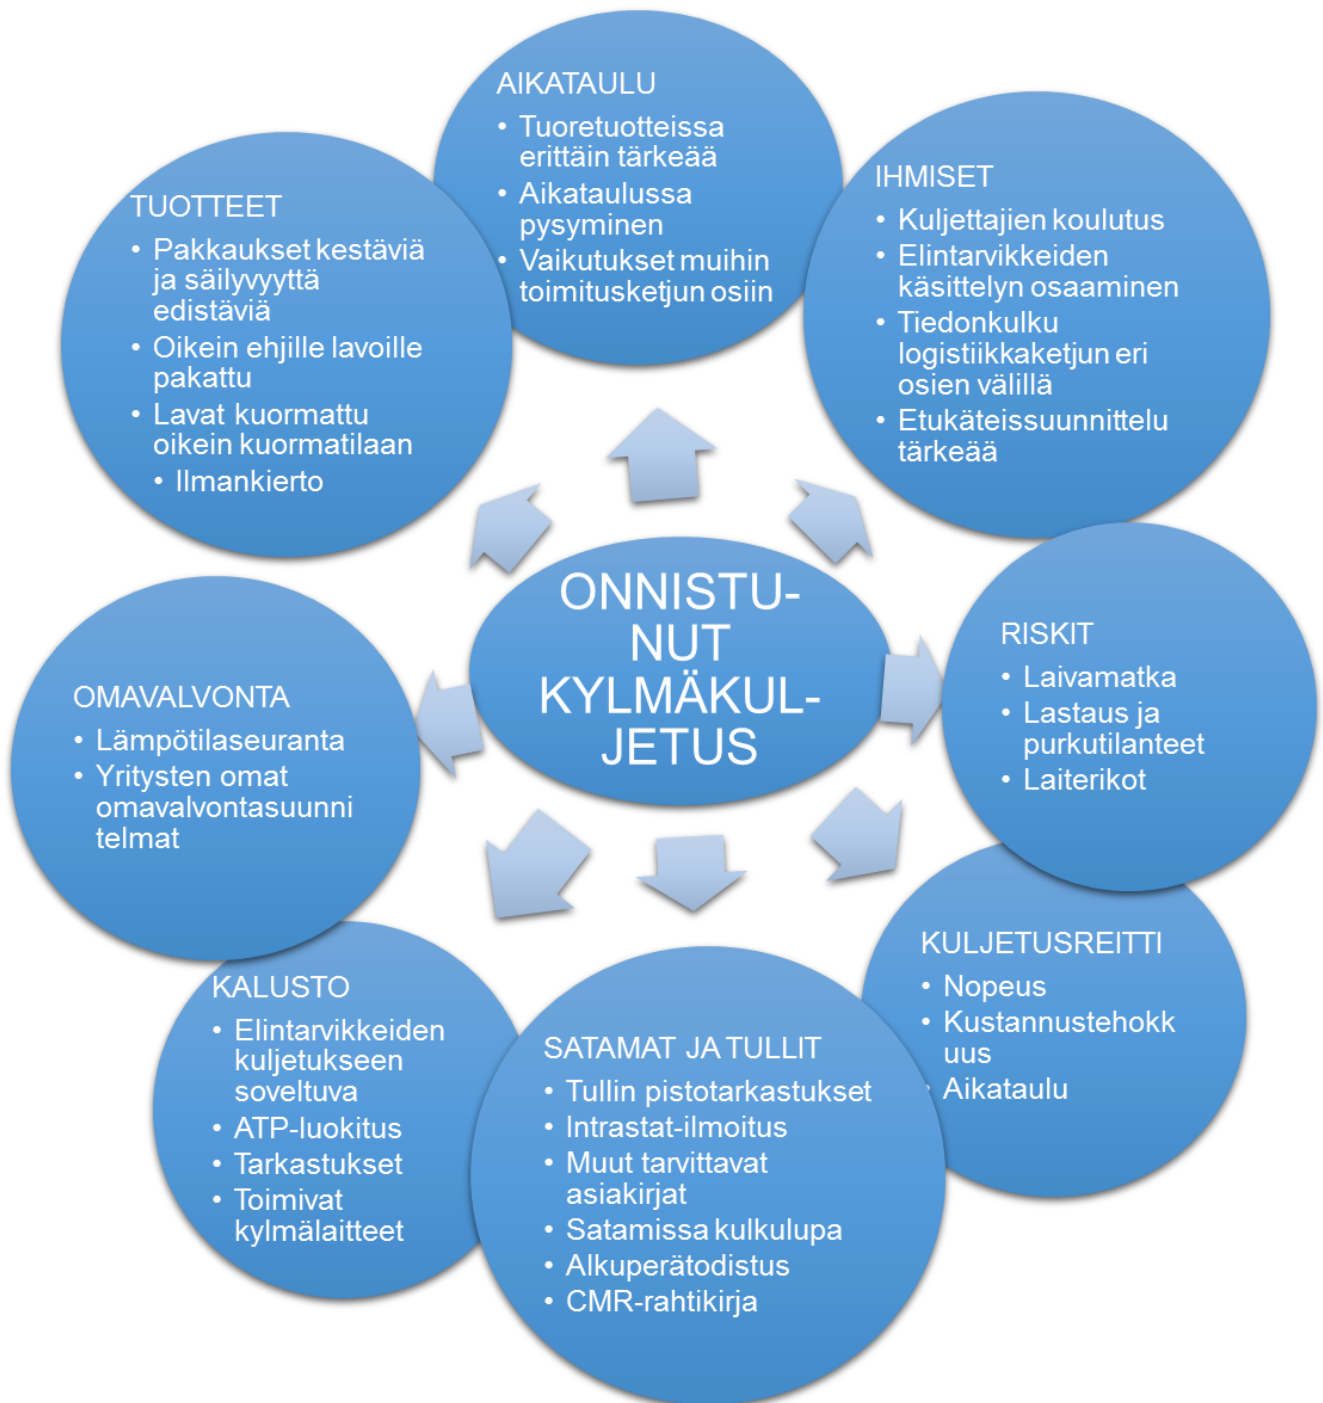 AIKATAULU
• Tuoretuotteissa
erittäin tärkeää
• Aikataulussa
pysyminen
• Vaikutukset muihin
toimitusketjun osiin
IHMISET
• Kuljettajien koulutus
• Elintarvikkeiden
käsittelyn osaaminen
• Tiedonkulku
logistiikkaketjun eri
osien välillä
• Etukäteissuunnittelu
tärkeää
RISKIT
• Laivamatka
• Lastaus ja
purkutilanteet
• Laiterikot
KULJETUSREITTI
• Nopeus
• Kustannustehokk
uus
• Aikataulu
SATAMAT JA TULLIT
• Tullin pistotarkastukset
• Intrastat-ilmoitus
• Muut tarvittavat
asiakirjat
• Satamissa kulkulupa
• Alkuperätodistus
• CMR-rahtikirja
KALUSTO
• Elintarvikkeiden
kuljetukseen
soveltuva
• ATP-luokitus
• Tarkastukset
• Toimivat
kylmälaitteet
OMAVALVONTA
• Lämpötilaseuranta
• Yritysten omat
omavalvontasuunni
telmat
TUOTTEET
• Pakkaukset kestäviä
ja säilyvyyttä
edistäviä
• Oikein ehjille lavoille
pakattu
• Lavat kuormattu
oikein kuormatilaan
• Ilmankierto
ONNISTU-
NUT
KYLMÄKUL-
JETUS